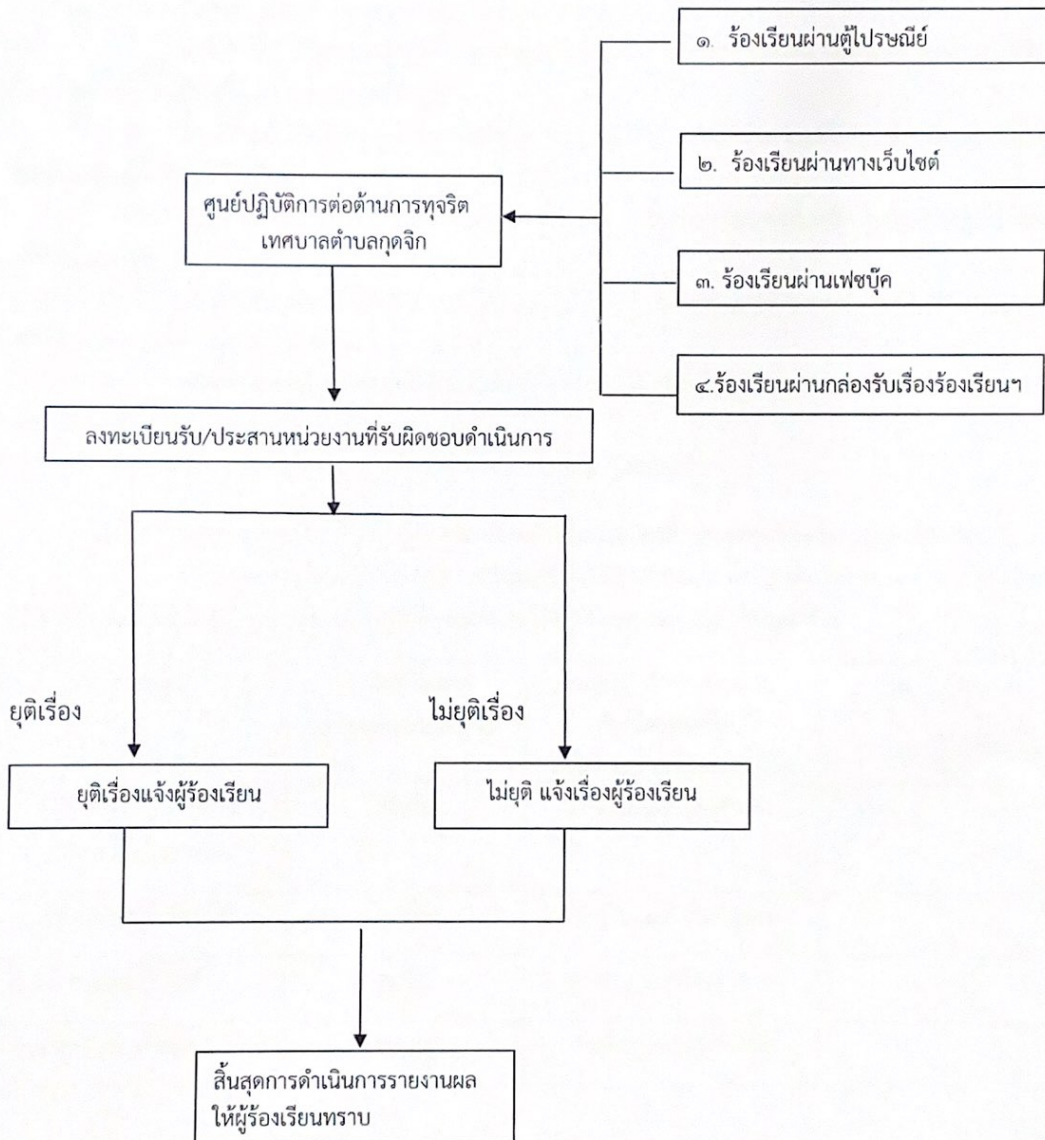 ๑. ร้องเรียนผ่านตู้ไปรษณีย์
๒. ร้องเรียนผ่านทางเว็บไซต์
ศูนย์ปฏิบัติการต่อต้านการทุจริต
เทศบาลตำบลกุดจิก
๓. ร้องเรียนผ่านเฟซบุ๊ค
๔.ร้องเรียนผ่านกล่องรับเรื่องร้องเรียนฯ
ลงทะเบียนรับ/ประสานหน่วยงานที่รับผิดชอบดำเนินการ
ยุติเรื่อง
ไม่ยุติเรื่อง
ยุติเรื่องแจ้งผู้ร้องเรียน
ไม่ยุติ แจ้งเรื่องผู้ร้องเรียน
สิ้นสุดการดำเนินการรายงานผล
ให้ผู้ร้องเรียนทราบ